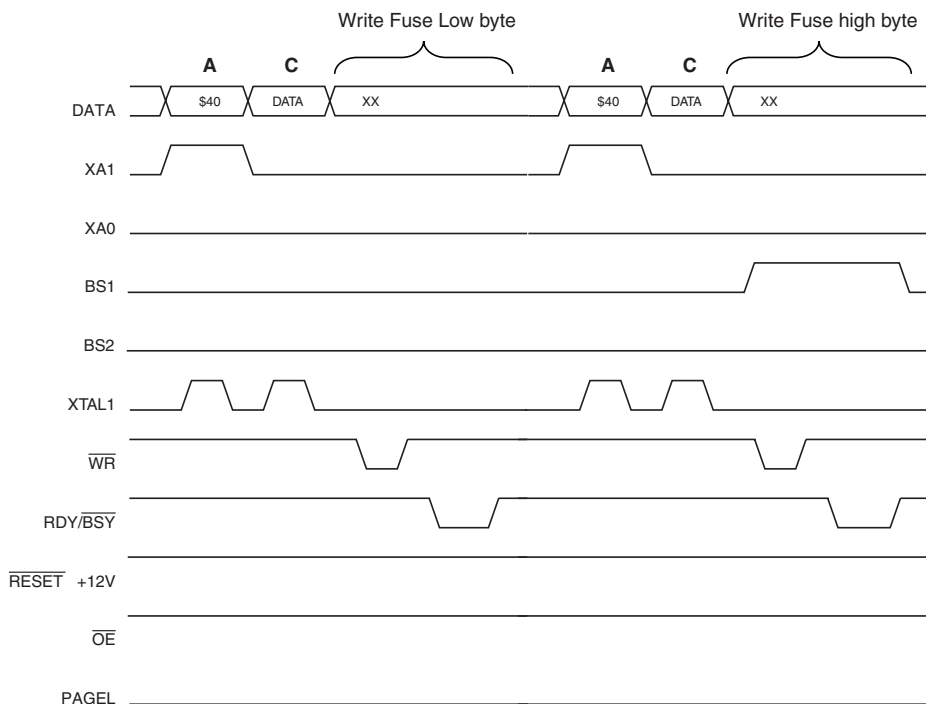 Write Fuse Low byte Write Fuse high byte
A C A C
DATA $40 DATA XX $40 DATA XX
XA1
XA0
BS1
BS2
XTAL1
WR
RDY/BSY
RESET +12V
OE
PAGEL